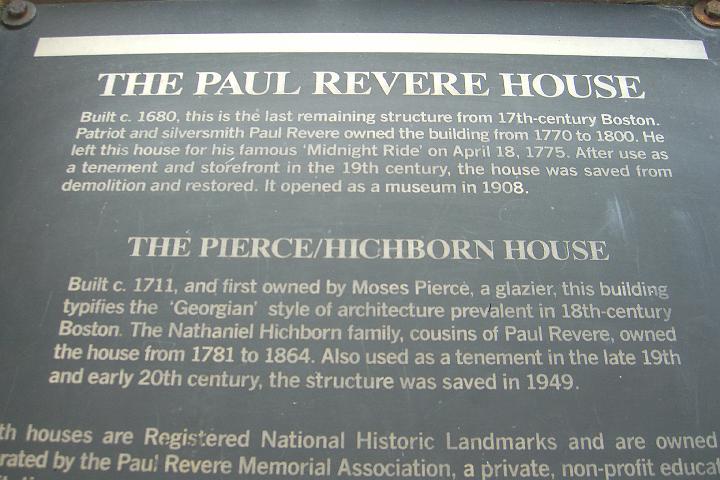 THE PAUL REVERE HOUSE
Built c. 1680, this is the last remaining structure from 17th-century Boston.
Patriot and silversmith Paul Revere owned the building from 1770 to 1800. He
left this house for his famous 'Midnight Ride' on April 18, 1775. After use as
a tenement and storefront in the 19th century, the house was saved from
demolition and restored. It opened as a museum in 1908.
THE PIERCE/HICHBORN HOUSE
Built c. 1711, and first owned by Moses Pierce, a glazier, this building
typifies the 'Georgian' style of architecture prevalent in 18th-century
Boston. The Nathaniel Hichborn family, cousins of Paul Revere, owned
the house from 1781 to 1864. Also used as a tenement in the late 19th
and early 20th century, the structure was saved in 1949.
th houses are Registered National Historic Landmarks and are owned
rated by the Paul Revere Memorial Association, a private, non-profit educat